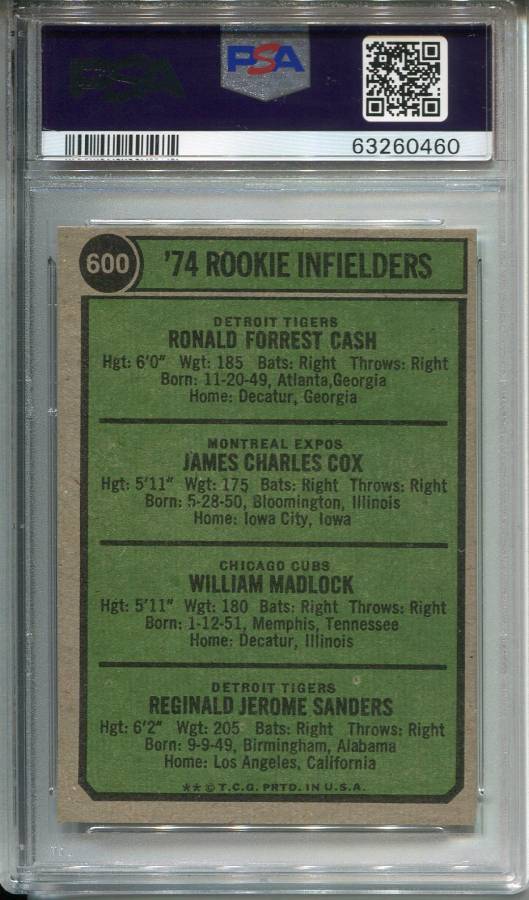 PSA
PSA
63260460
600
'74 ROOKIE INFIELDERS
DETROIT TIGERS
RONALD FORREST CASH
Hgt: 6'0" Wgt: 185 Bats: Right Throws: Right
Born: 11-20-49, Atlanta,Georgia
Home: Decatur, Georgia
MONTREAL EXPOS
JAMES CHARLES COX
Hgt: 5'11" Wgt: 175 Bats: Right Throws: Right
Born: 5-28-50, Bloomington, Illinois
Home: Iowa City, Iowa
CHICAGO CUBS
WILLIAM MADLOCK
Hgt: 5'11" Wgt: 180 Bats: Right Throws: Right
Born: 1-12-51, Memphis, Tennessee
Home: Decatur, Illinois
DETROIT TIGERS
REGINALD JEROME SANDERS
Hgt: 6'2" Wgt: 205 Bats: Right Throws: Right
Born: 9-9-49, Birmingham, Alabama
Home: Los Angeles, California
** © T.C.G. PRTD. IN U.S.A.